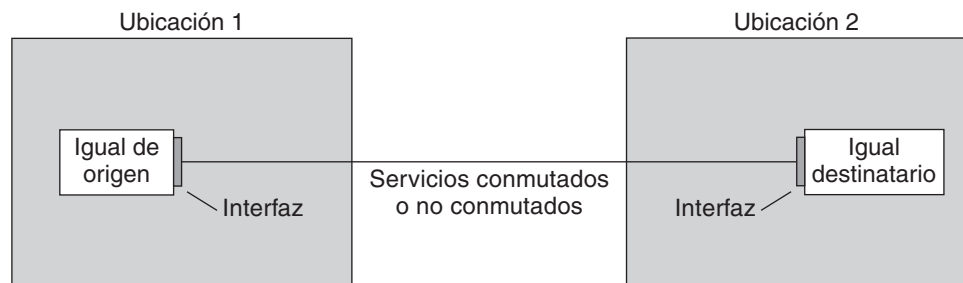 Ubicación 1
Ubicación 2
Igual de
origen
Interfaz
Servicios conmutados
o no conmutados
Igual
destinatario
Interfaz